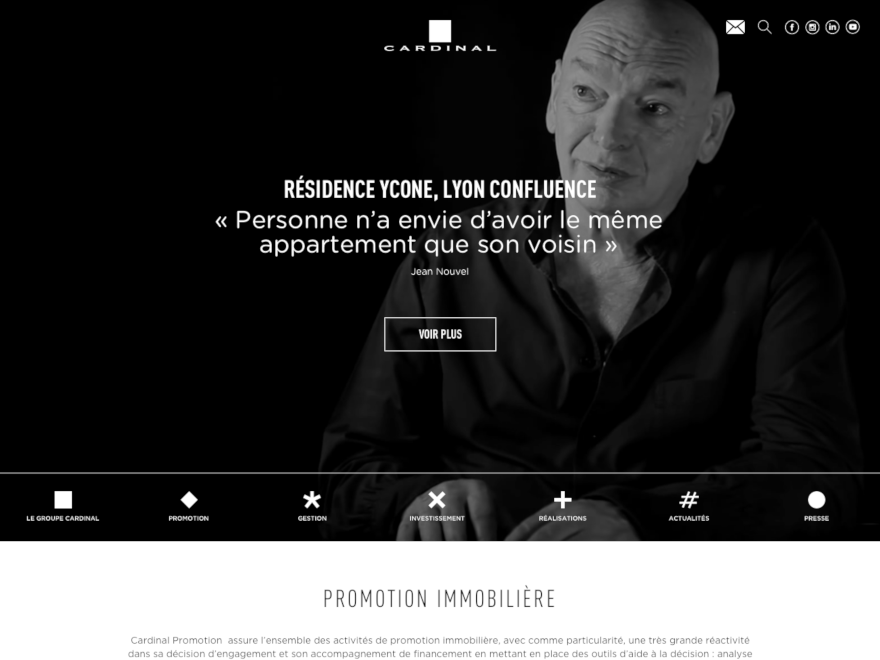 CARDINAL
RÉSIDENCE YCONE, LYON CONFLUENCE
« Personne n’a envie d’avoir le même
appartement que son voisin »
Jean Nouvel
VOIR PLUS
LE GROUPE CARDINAL
PROMOTION
GESTION
INVESTISSEMENT
RÉALISATIONS
ACTUALITÉS
PRESSE
PROMOTION IMMOBILIÈRE
Cardinal Promotion assure l’ensemble des activités de promotion immobilière, avec comme particularité, une très grande réactivité
dans sa décision d’engagement et son accompagnement de financement en mettant en place des outils d’aide à la décision : analyse